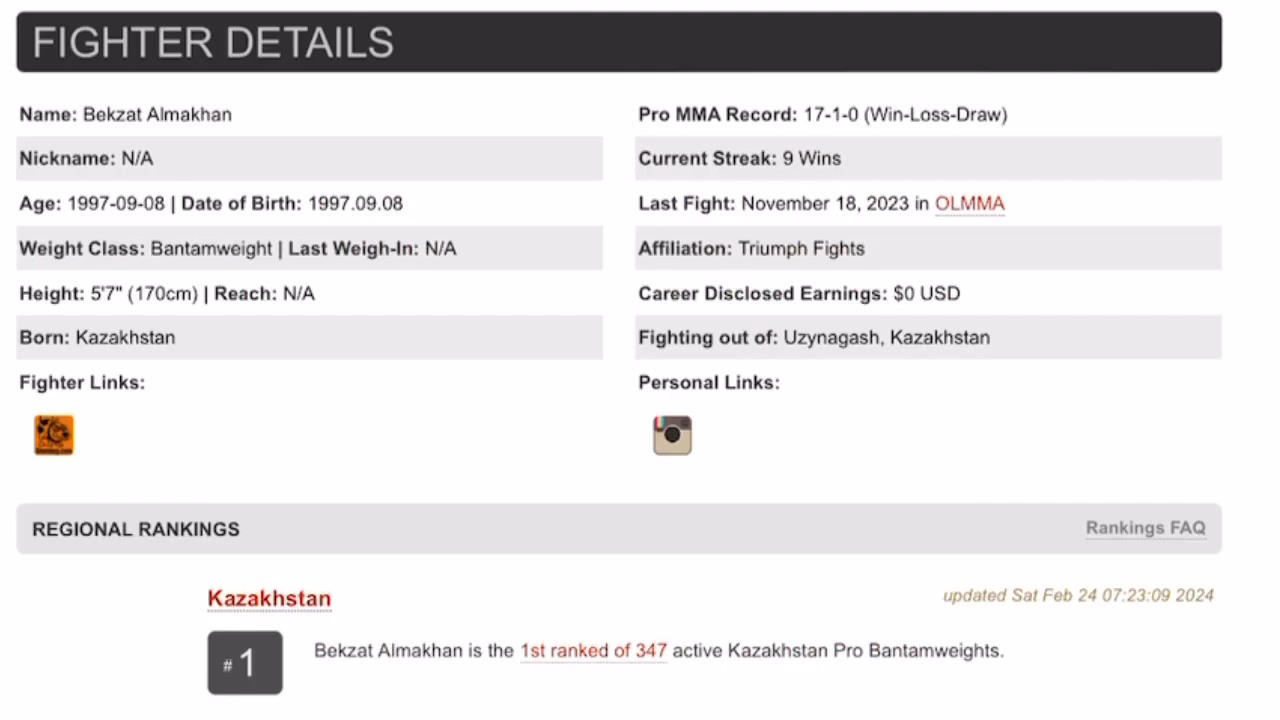 FIGHTER DETAILS
Name: Bekzat Almakhan
Pro MMA Record: 17-1-0 (Win-Loss-Draw)
Nickname: N/A
Current Streak: 9 Wins
Age: 1997-09-08 | Date of Birth: 1997.09.08
Last Fight: November 18, 2023 in OLMMA
Weight Class: Bantamweight | Last Weigh-In: N/A
Affiliation: Triumph Fights
Height: 5'7" (170cm) | Reach: N/A
Career Disclosed Earnings: $0 USD
Born: Kazakhstan
Fighting out of: Uzynagash, Kazakhstan
Fighter Links:
Personal Links:
REGIONAL RANKINGS
Rankings FAQ
Kazakhstan
updated Sat Feb 24 07:23:09 2024
#1
Bekzat Almakhan is the 1st ranked of 347 active Kazakhstan Pro Bantamweights.